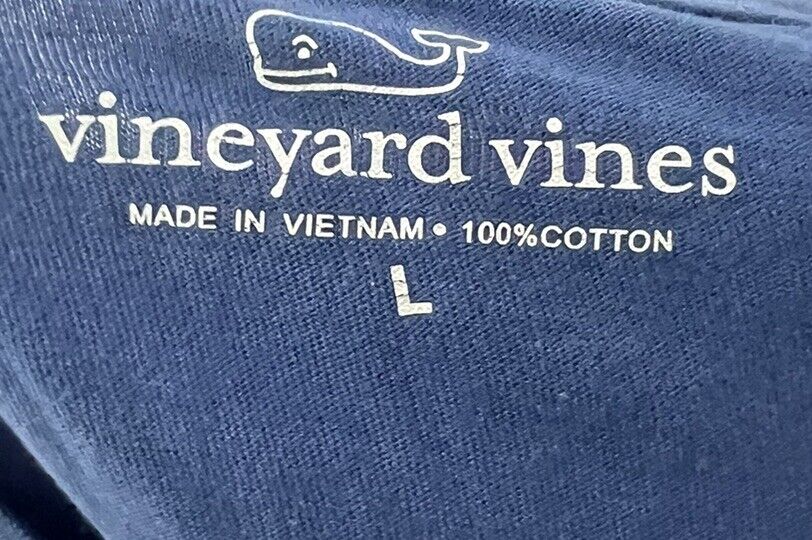 vineyard vines
MADE IN VIETNAM • 100%COTTON
L